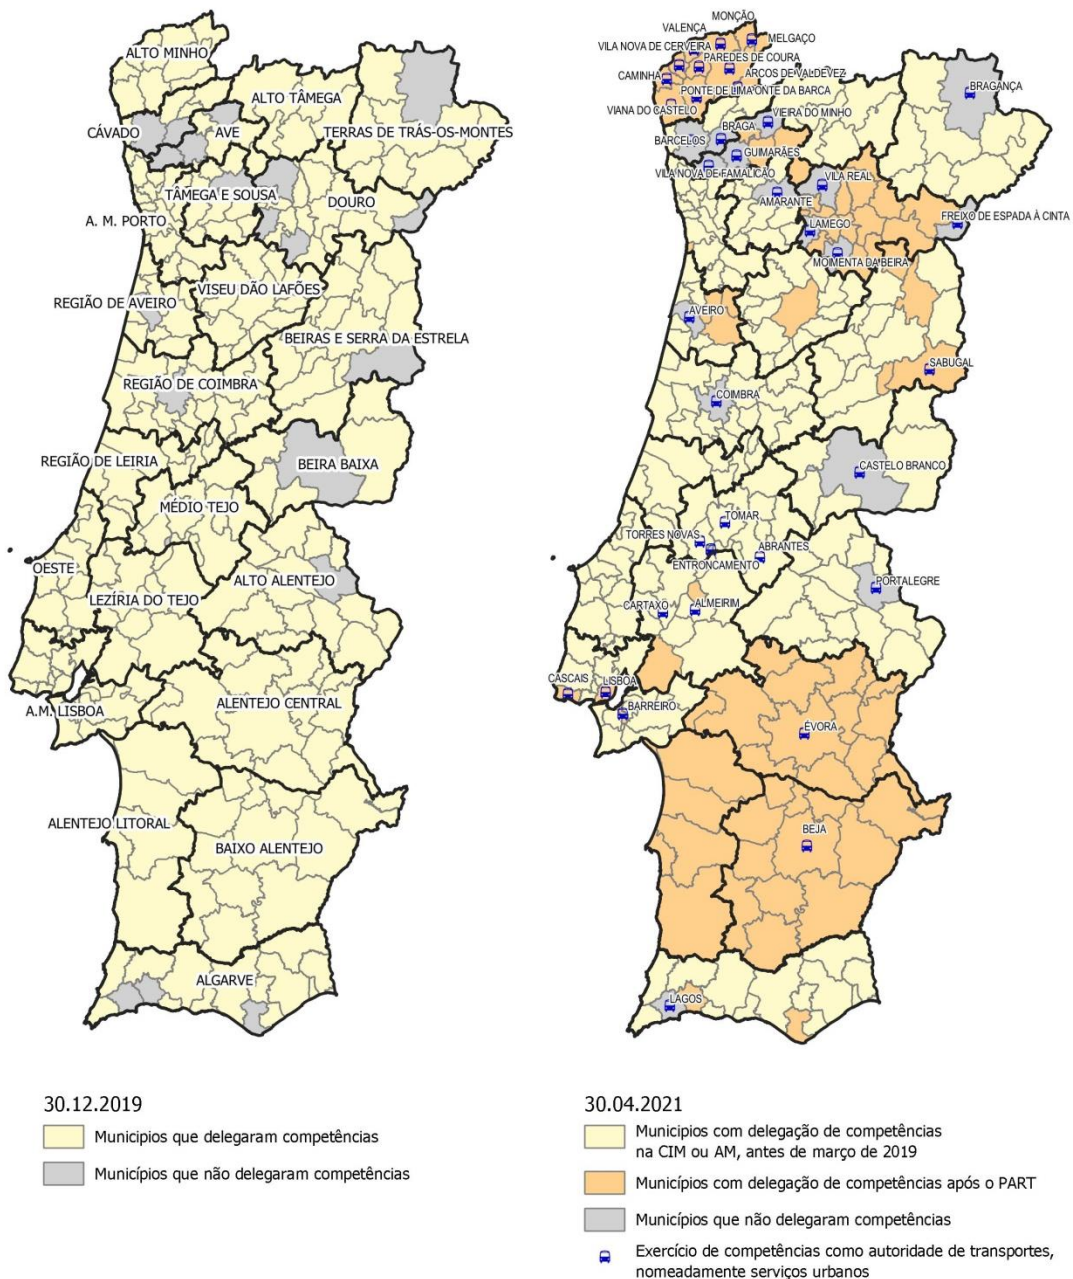 ALTO MINHO
ALTO TÂMEGA
CÁVADO
AVE
TERRAS DE TRÁS-OS-MONTES
TÂMEGA E SOUSA
DOURO
A. M. PORTO
VISEU DÃO LAFÕES
REGIÃO DE AVEIRO
BEIRAS E SERRA DA ESTRELA
REGIÃO DE COIMBRA
REGIÃO DE LEIRIA
BEIRA BAIXA
MÉDIO TEJO
OESTE
ALTO ALENTEJO
LEZÍRIA DO TEJO
A.M. LISBOA
ALENTEJO CENTRAL
ALENTEJO LITORAL
BAIXO ALENTEJO
ALGARVE
30.12.2019
Municipios que delegaram competências
Municípios que não delegaram competências
MONÇÃO
VALENÇA
MELGAÇO
VILA NOVA DE CERVEIRA
PAREDES DE COURA
CAMINHA
ARCOS DE VALDEVEZ
PONTE DE LIMA
PONTE DA BARCA
VIANA DO CASTELO
BRAGANÇA
VIEIRA DO MINHO
BRAGA
BARCELOS
GUIMARÃES
VILA NOVA DE FAMALICÃO
VILA REAL
AMARANTE
FREIXO DE ESPADA À CINTA
LAMEGO
MOIMENTA DA BEIRA
AVEIRO
SABUGAL
COIMBRA
CASTELO BRANCO
TOMAR
TORRES NOVAS
ABRANTES
ENTRONCAMENTO
PORTALEGRE
CARTAXO
ALMEIRIM
CASCAIS
LISBOA
BARREIRO
ÉVORA
BEJA
LAGOS
30.04.2021
Municipios com delegação de competências
na CIM ou AM, antes de março de 2019
Municípios com delegação de competências após o PART
Municípios que não delegaram competências
Exercício de competências como autoridade de transportes,
nomeadamente serviços urbanos